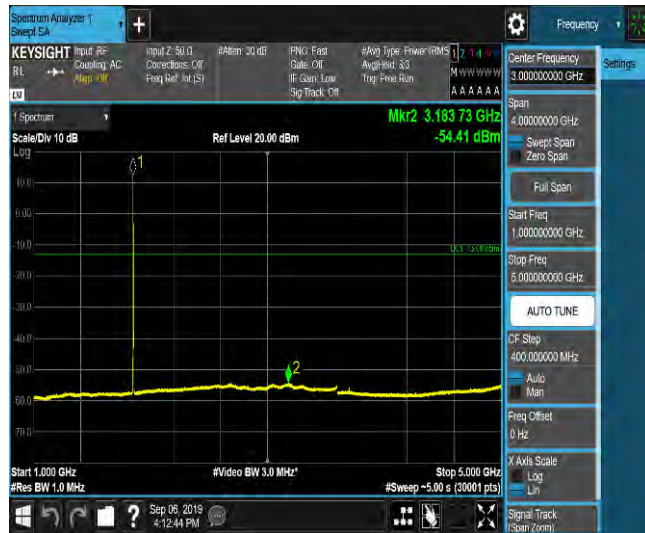 Spectrum Analyzer 1
Swept SA
Frequency
KEYSIGHT
RL
Input: RF
Coupling: AC
Align: Off
Input Z: 50 Ω
Corrections: Off
Freq Ref: Int (S)
#Atten: 30 dB
PNO: Fast
Gate: Off
IF Gain: Low
Sig Track: Off
#Avg Type: Power (RMS
Avg|Hold: 3/3
Trig: Free Run
M W W W W W
A A A A A A
Settings
LW
1 Spectrum
Scale/Div 10 dB
Log
Ref Level 20.00 dBm
Mkr2 3.183 73 GHz
-54.41 dBm
1
10.0
0.00
-10.0
DL1 -13.00 dBm
-20.0
-30.0
-40.0
-50.0
2
-60.0
-70.0
Start 1.000 GHz
#Res BW 1.0 MHz
#Video BW 3.0 MHz*
Stop 5.000 GHz
#Sweep ~5.00 s (30001 pts)
Center Frequency
3.000000000 GHz
Span
4.00000000 GHz
Swept Span
Zero Span
Full Span
Start Freq
1.000000000 GHz
Stop Freq
5.000000000 GHz
AUTO TUNE
CF Step
400.000000 MHz
Auto
Man
Freq Offset
0 Hz
X Axis Scale
Log
Lin
Signal Track
(Span Zoom)
?
Sep 06, 2019
4:12:44 PM